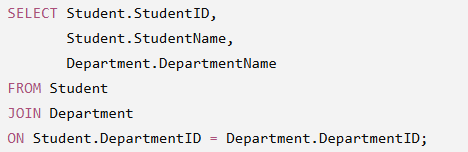 SELECT Student.StudentID,
       Student.StudentName,
       Department.DepartmentName
FROM Student
JOIN Department
ON Student.DepartmentID = Department.DepartmentID;